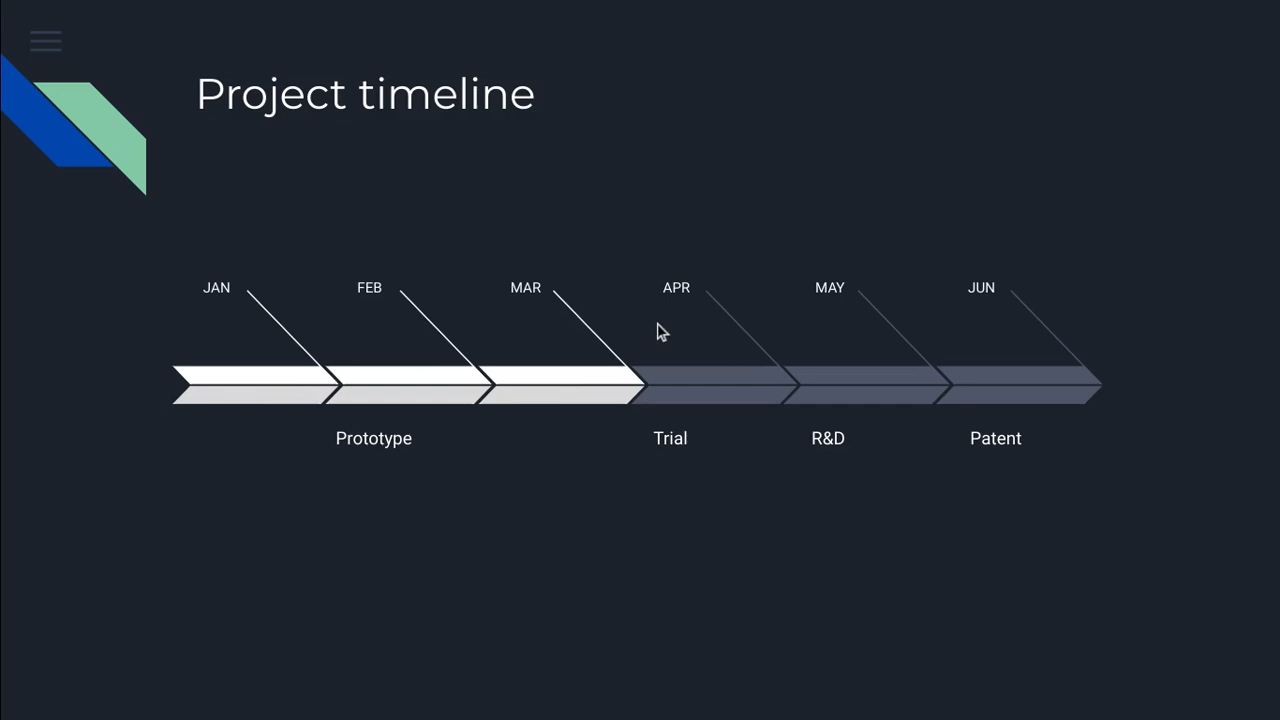 Project timeline
JAN FEB MAR APR MAY JUN
Prototype Trial R&D Patent